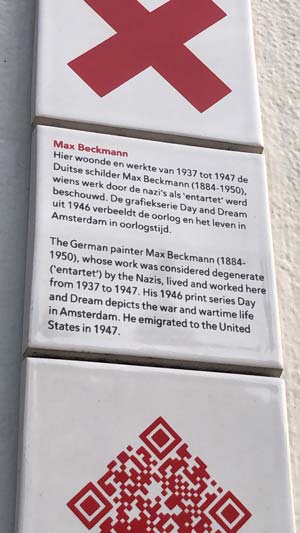 Max Beckmann
Hier woonde en werkte van 1937 tot 1947 de
Duitse schilder Max Beckmann (1884-1950),
wiens werk door de nazi's als 'entartet' werd
beschouwd. De grafiekserie Day and Dream
uit 1946 verbeeldt de oorlog en het leven in
Amsterdam in oorlogstijd.
The German painter Max Beckmann (1884-
1950), whose work was considered degenerate
('entartet') by the Nazis, lived and worked here
from 1937 to 1947. His 1946 print series Day
and Dream depicts the war and wartime life
in Amsterdam. He emigrated to the United
States in 1947.